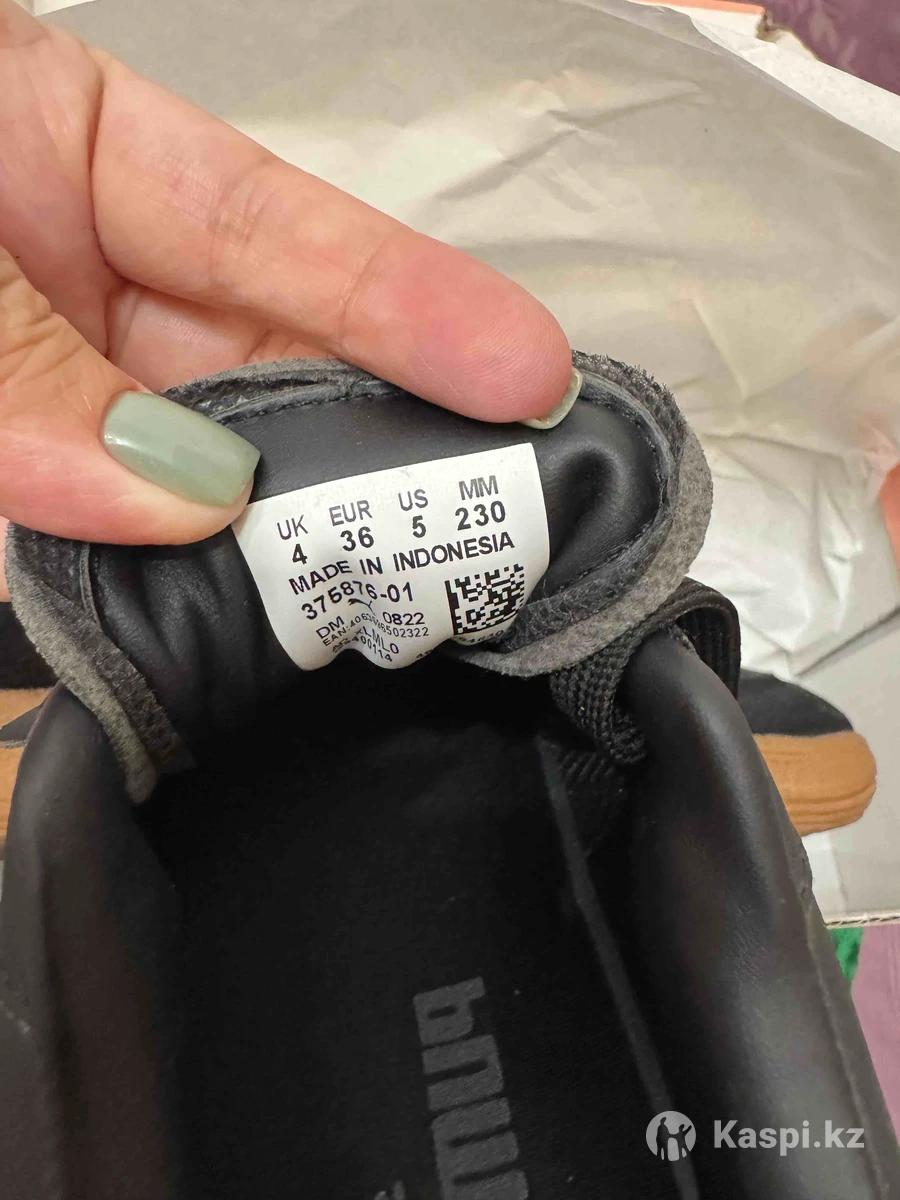 UK EUR US MM
4 36 5 230
MADE IN INDONESIA
375876-01
DM 0822
puma
Kaspi.kz